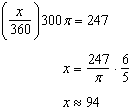 (x/360)300π = 247
x = 247/π · 6/5
x ≈ 94